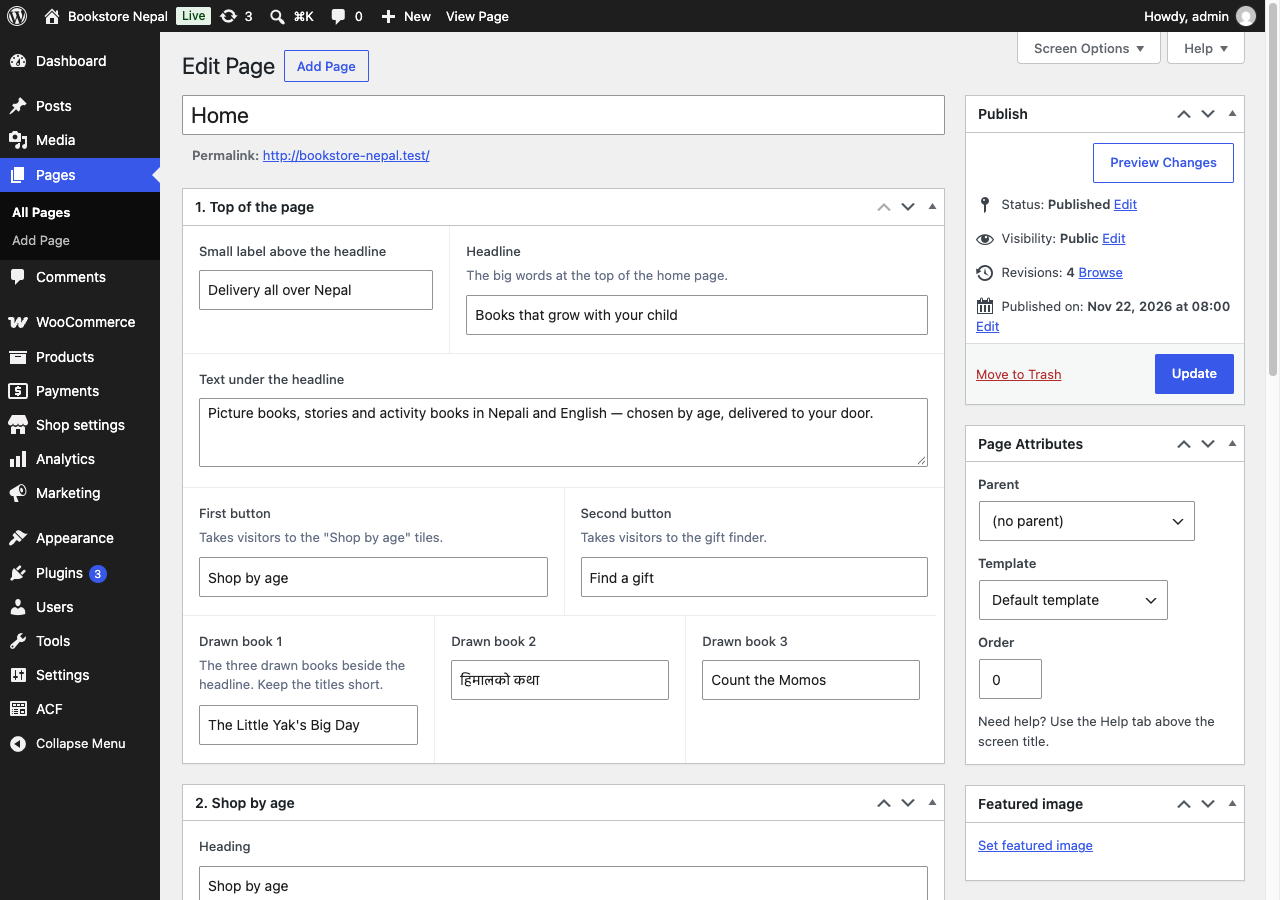 Bookstore Nepal Live 3 ⌘K 0 New View Page Howdy, admin
Dashboard
Posts
Media
Pages
All Pages
Add Page
Comments
WooCommerce
Products
Payments
Shop settings
Analytics
Marketing
Appearance
Plugins 3
Users
Tools
Settings
ACF
Collapse Menu
Screen Options Help
Edit Page Add Page
Home
Permalink: http://bookstore-nepal.test/
1. Top of the page
Small label above the headline
Delivery all over Nepal
Headline
The big words at the top of the home page.
Books that grow with your child
Text under the headline
Picture books, stories and activity books in Nepali and English — chosen by age, delivered to your door.
First button
Takes visitors to the "Shop by age" tiles.
Shop by age
Second button
Takes visitors to the gift finder.
Find a gift
Drawn book 1
The three drawn books beside the
headline. Keep the titles short.
The Little Yak's Big Day
Drawn book 2
हिमालको कथा
Drawn book 3
Count the Momos
2. Shop by age
Heading
Shop by age
Publish
Preview Changes
Status: Published Edit
Visibility: Public Edit
Revisions: 4 Browse
Published on: Nov 22, 2026 at 08:00
Edit
Move to Trash Update
Page Attributes
Parent
(no parent)
Template
Default template
Order
0
Need help? Use the Help tab above the
screen title.
Featured image
Set featured image